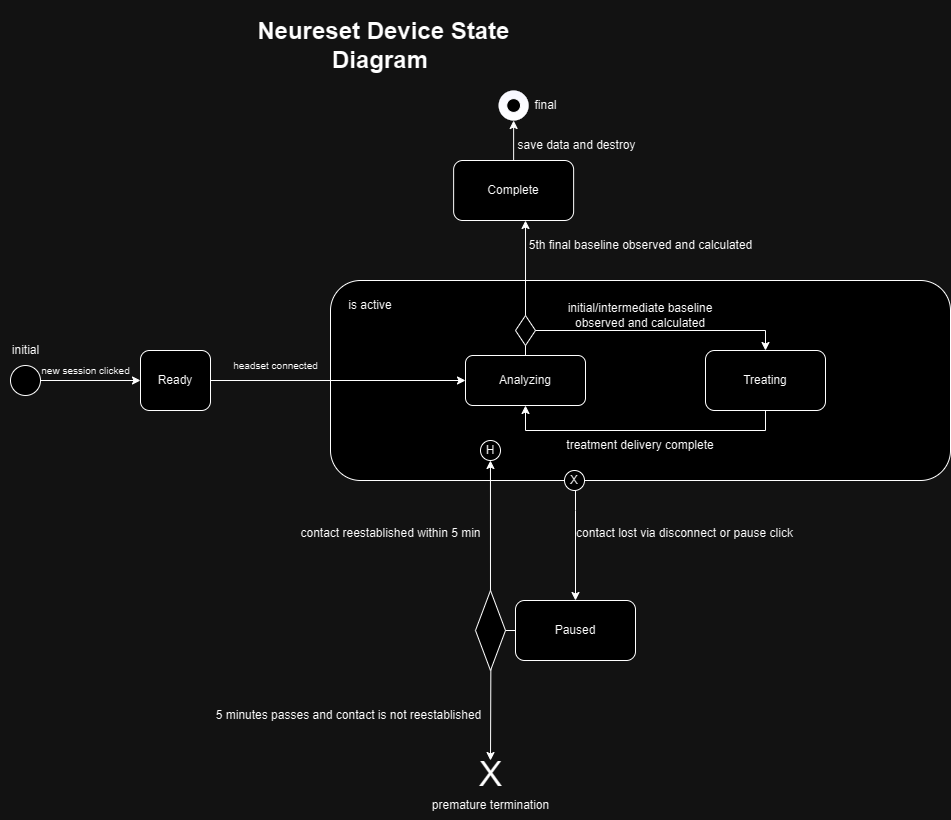 Neureset Device State
Diagram
final
save data and destroy
Complete
5th final baseline observed and calculated
is active
initial/intermediate baseline
observed and calculated
initial
new session clicked
Ready
headset connected
Analyzing
Treating
treatment delivery complete
H
X
contact reestablished within 5 min
contact lost via disconnect or pause click
Paused
5 minutes passes and contact is not reestablished
X
premature termination